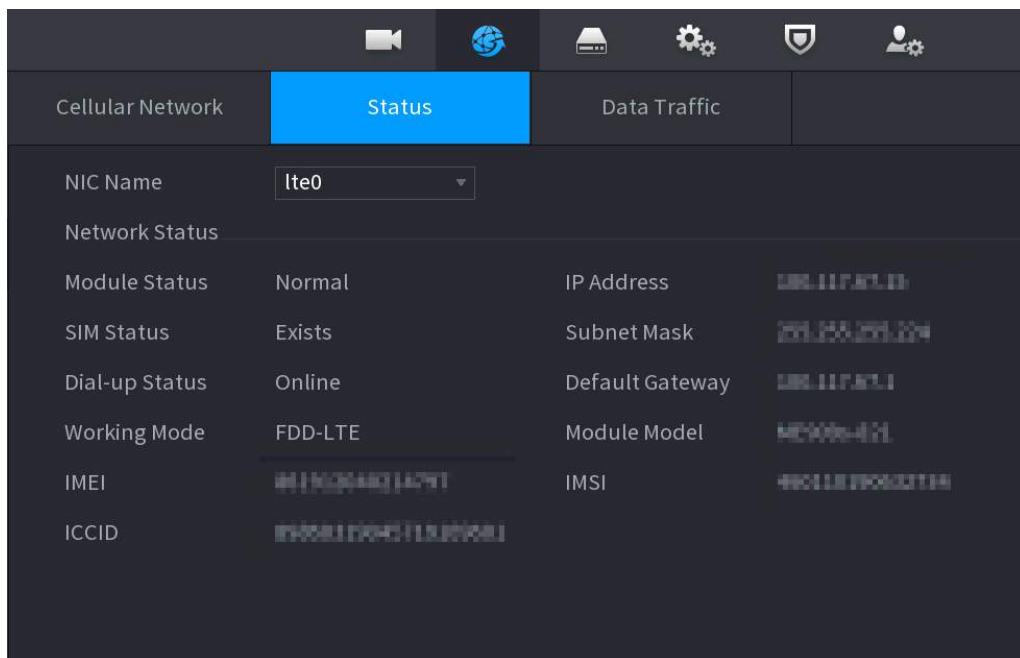 Cellular Network Status Data Traffic
NIC Name lte0
Network Status
Module Status Normal IP Address
SIM Status Exists Subnet Mask
Dial-up Status Online Default Gateway
Working Mode FDD-LTE Module Model
IMEI IMSI
ICCID